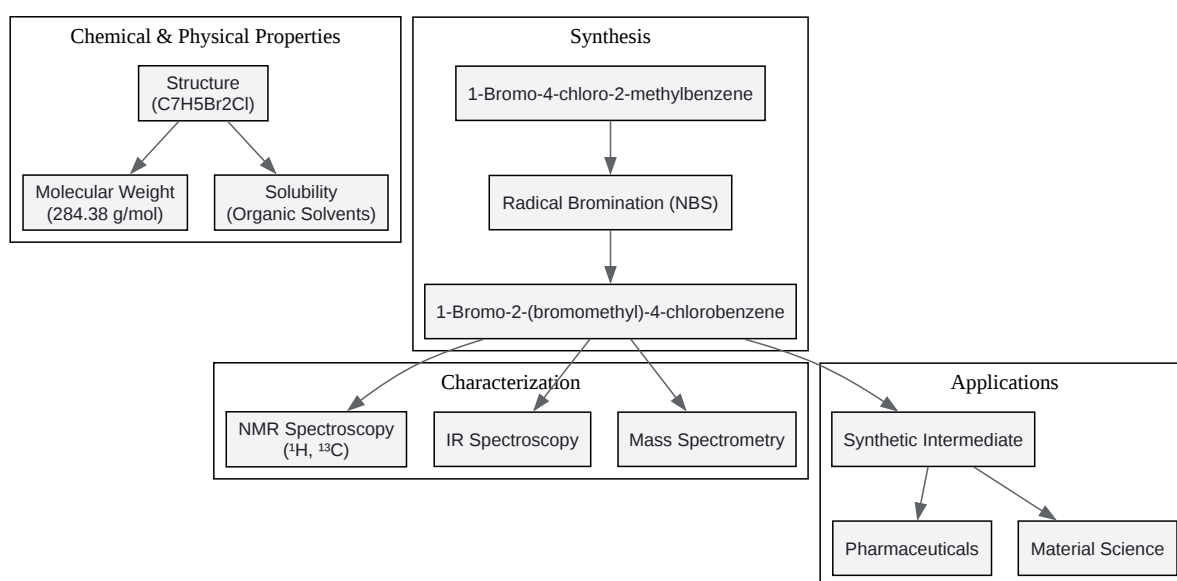 Chemical & Physical Properties
Structure
(C7H5Br2Cl)
Molecular Weight
(284.38 g/mol)
Solubility
(Organic Solvents)
Synthesis
1-Bromo-4-chloro-2-methylbenzene
Radical Bromination (NBS)
1-Bromo-2-(bromomethyl)-4-chlorobenzene
Characterization
NMR Spectroscopy
(¹H, ¹³C)
IR Spectroscopy
Mass Spectrometry
Applications
Synthetic Intermediate
Pharmaceuticals
Material Science